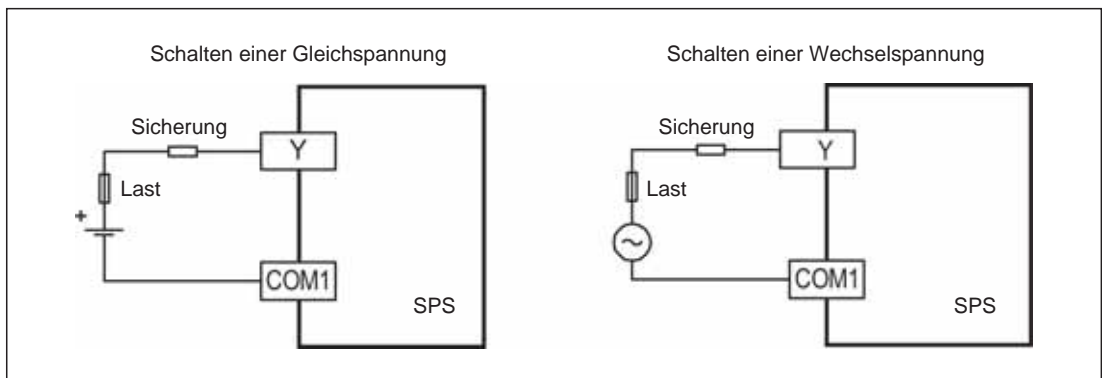 Schalten einer Gleichspannung
Sicherung
Y
Last
+
COM1
SPS
Schalten einer Wechselspannung
Sicherung
Y
Last
~
COM1
SPS